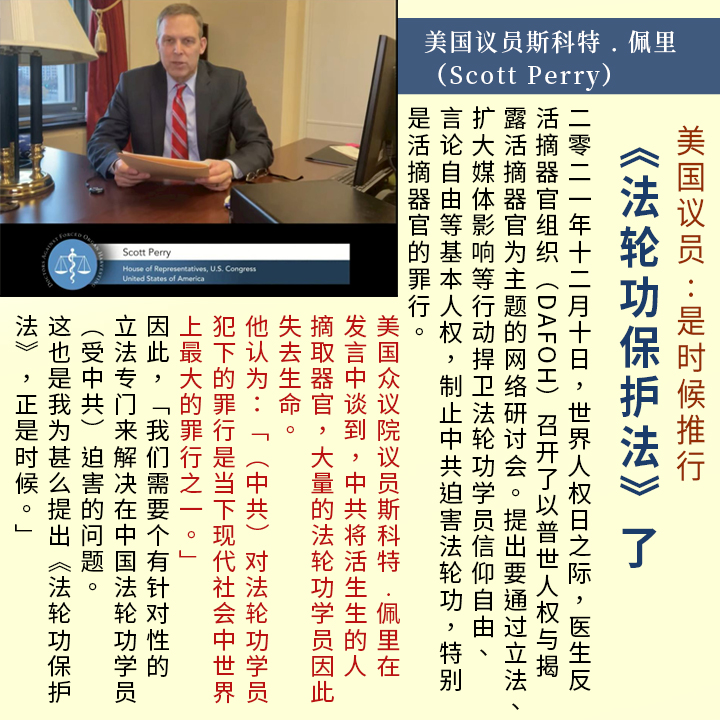 美国议员斯科特．佩里
（Scott Perry）
美国议员：是时候推行
《法轮功保护法》了
二零二一年十二月十日，世界人权日之际，医生反
活摘器官组织（DAFOH）召开了以普世人权与揭
露活摘器官为主题的网络研讨会。提出要通过立法、
扩大媒体影响等行动捍卫法轮功学员信仰自由、
言论自由等基本人权，制止中共迫害法轮功，特别
是活摘器官的罪行。
DOCTORS AGAINST FORCED ORGAN HARVESTING
Scott Perry
House of Representatives, U.S. Congress
United States of America
美国众议院议员斯科特．佩里在
发言中谈到，中共将活生生的人
摘取器官，大量的法轮功学员因此
失去生命。
他认为：「（中共）对法轮功学员
犯下的罪行是当下现代社会中世界
上最大的罪行之一。」
因此，「我们需要个有针对性的
立法专门来解决在中国法轮功学员
（受中共）迫害的问题。
这也是我为甚么提出《法轮功保护
法》，正是时候。」